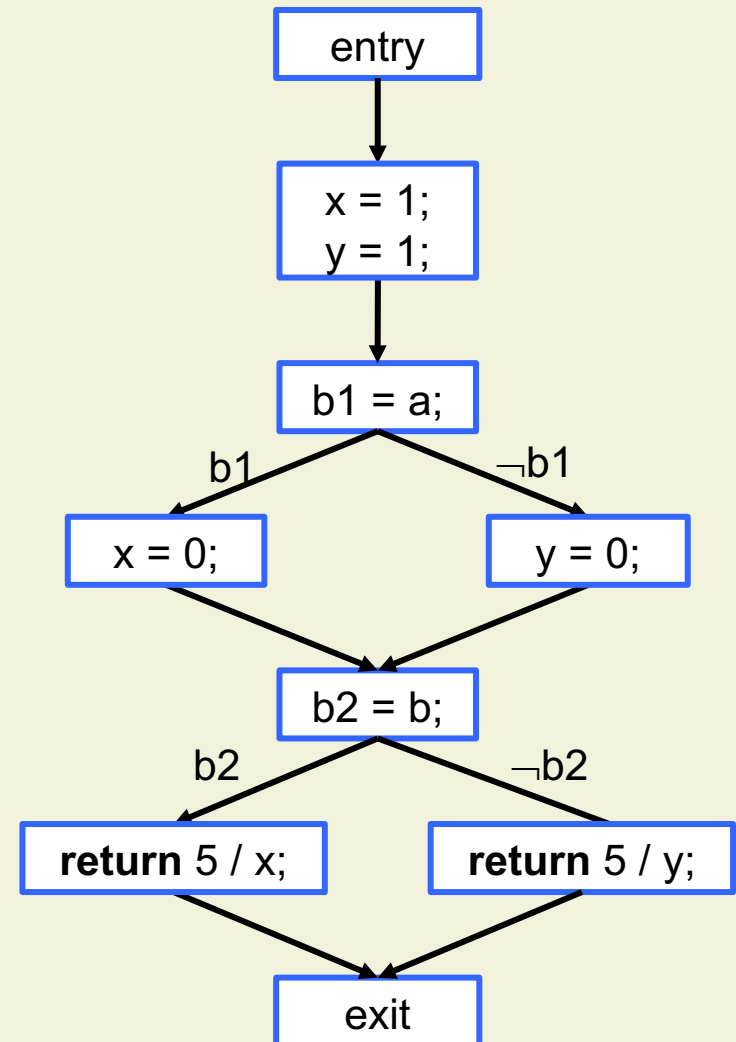 entry
x = 1;
y = 1;
b1 = a;
b1
¬b1
x = 0;
y = 0;
b2 = b;
b2
¬b2
return 5 / x;
return 5 / y;
exit